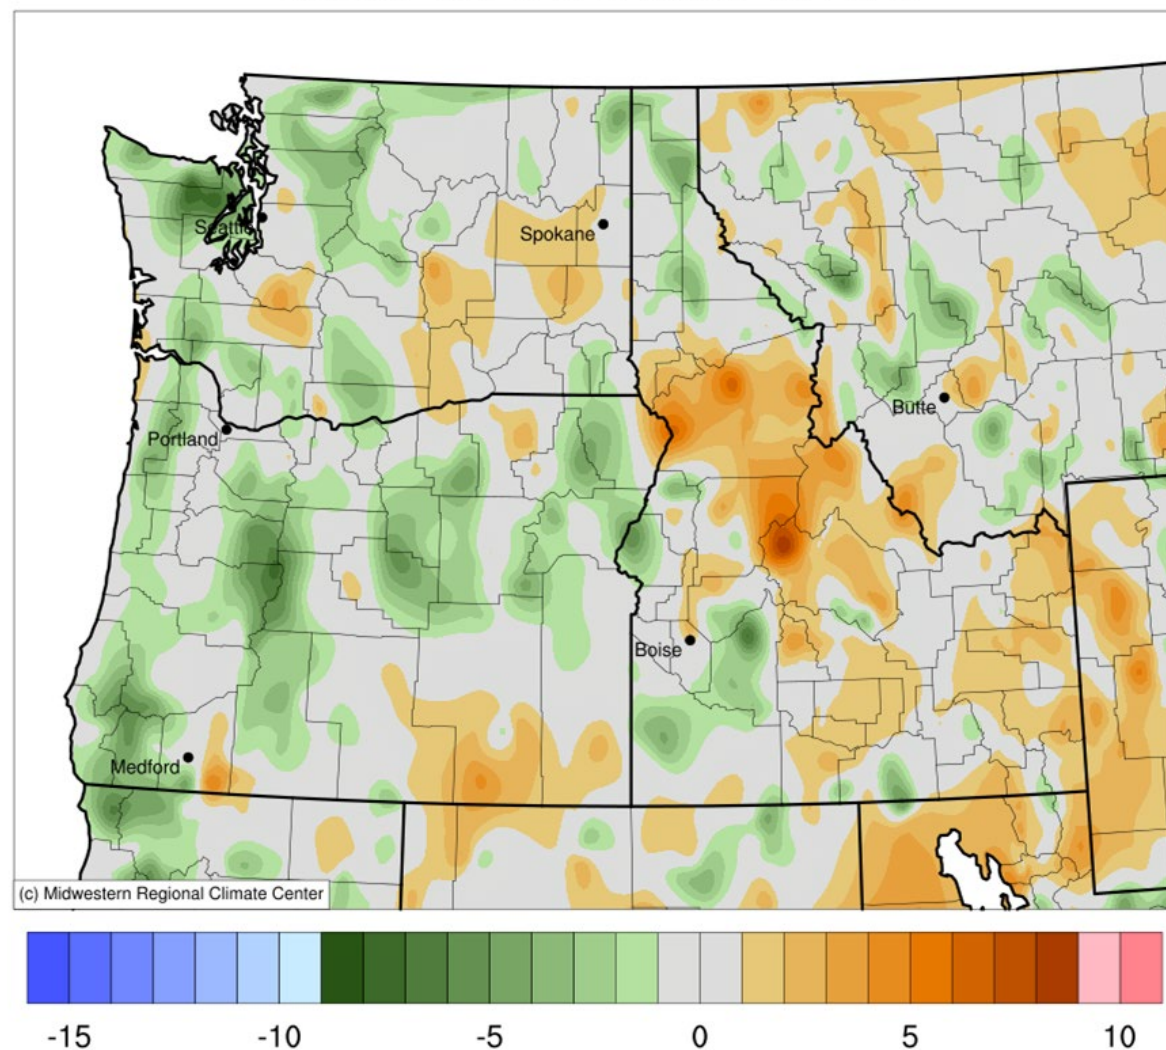 Seattle
Spokane
Butte
Portland
Boise
Medford
(c) Midwestern Regional Climate Center
-15 -10 -5 0 5 10